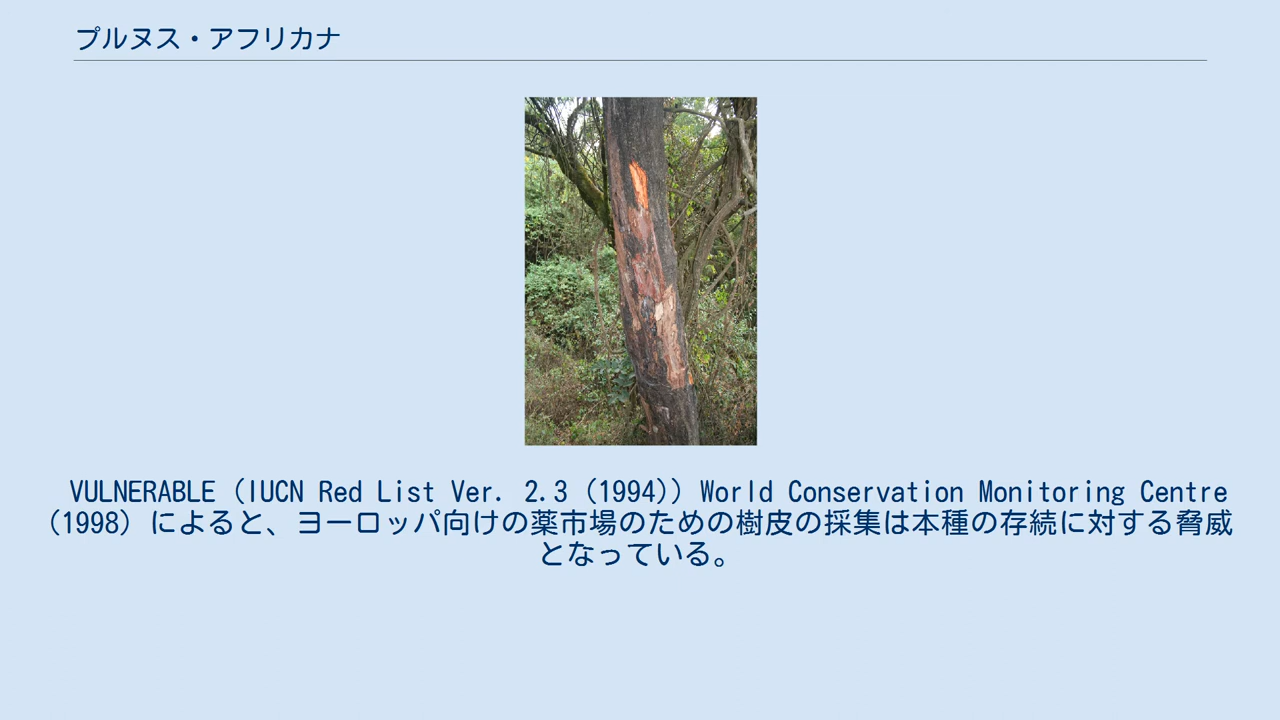 プルヌス・アフリカナ
VULNERABLE (IUCN Red List Ver. 2.3 (1994)) World Conservation Monitoring Centre
(1998) によると、ヨーロッパ向けの薬市場のための樹皮の採集は本種の存続に対する脅威
となっている。